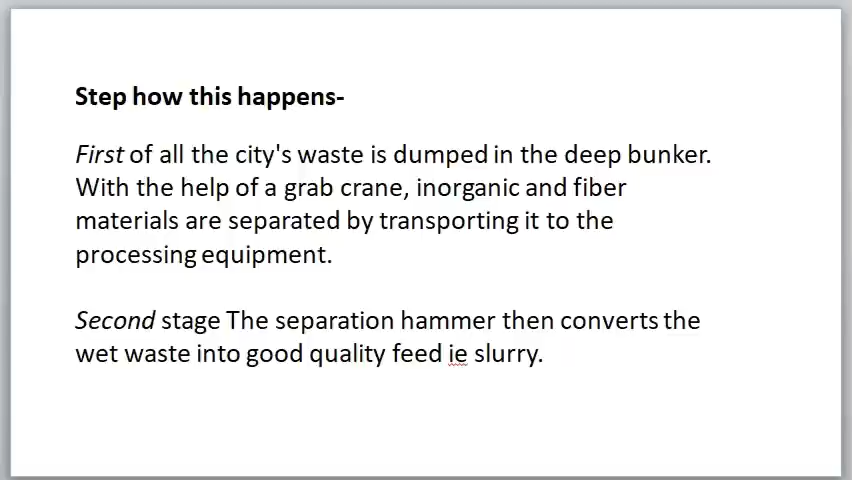 Step how this happens-
First of all the city's waste is dumped in the deep bunker.
With the help of a grab crane, inorganic and fiber
materials are separated by transporting it to the
processing equipment.
Second stage The separation hammer then converts the
wet waste into good quality feed ie slurry.